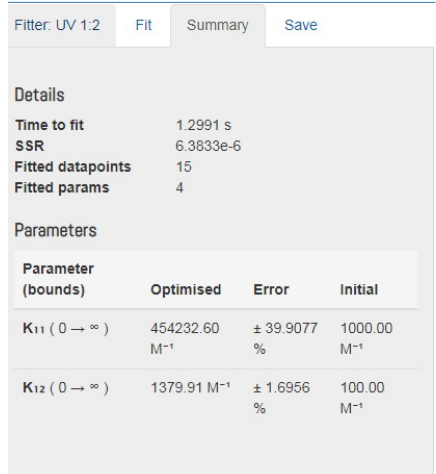 Fitter: UV 1:2 Fit Summary Save
Details
Time to fit 1.2991 s
SSR 6.3833e-6
Fitted datapoints 15
Fitted params 4
Parameters
Parameter
(bounds) Optimised Error Initial
K₁₁ ( 0 → ∞ ) 454232.60 ± 39.9077 1000.00
M⁻¹ % M⁻¹
K₁₂ ( 0 → ∞ ) 1379.91 M⁻¹ ± 1.6956 100.00
% M⁻¹